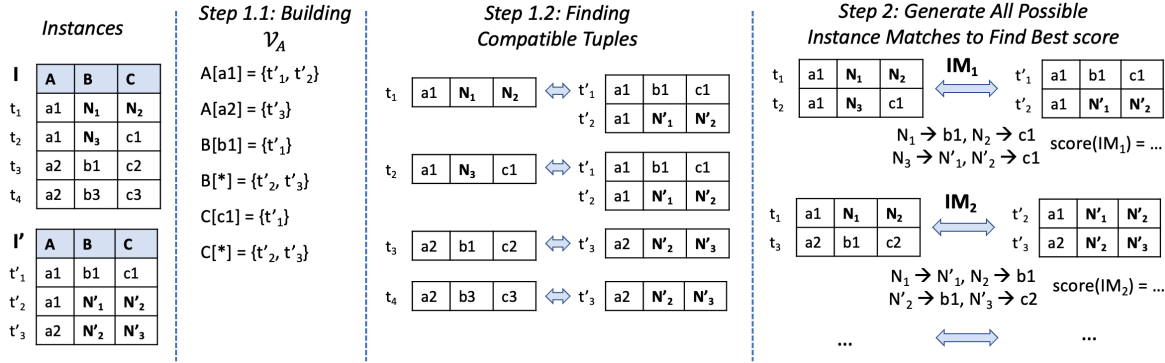 Instances
I
A B C
t1 a1 N1 N2
t2 a1 N3 c1
t3 a2 b1 c2
t4 a2 b3 c3
I'
A B C
t'1 a1 b1 c1
t'2 a1 N'1 N'2
t'3 a2 N'2 N'3
Step 1.1: Building
𝒱A
A[a1] = {t'1, t'2}
A[a2] = {t'3}
B[b1] = {t'1}
B[*] = {t'2, t'3}
C[c1] = {t'1}
C[*] = {t'2, t'3}
Step 1.2: Finding
Compatible Tuples
t1 a1 N1 N2 t'1 a1 b1 c1
t'2 a1 N'1 N'2
t2 a1 N3 c1 t'1 a1 b1 c1
t'2 a1 N'1 N'2
t3 a2 b1 c2 t'3 a2 N'2 N'3
t4 a2 b3 c3 t'3 a2 N'2 N'3
Step 2: Generate All Possible
Instance Matches to Find Best score
IM1
t1 a1 N1 N2 t'1 a1 b1 c1
t2 a1 N3 c1 t'2 a1 N'1 N'2
N1 → b1, N2 → c1
N3 → N'1, N'2 → c1
score(IM1) = ...
IM2
t1 a1 N1 N2 t'2 a1 N'1 N'2
t3 a2 b1 c2 t'3 a2 N'2 N'3
N1 → N'1, N2 → b1
N'2 → b1, N'3 → c2
score(IM2) = ...
... ...